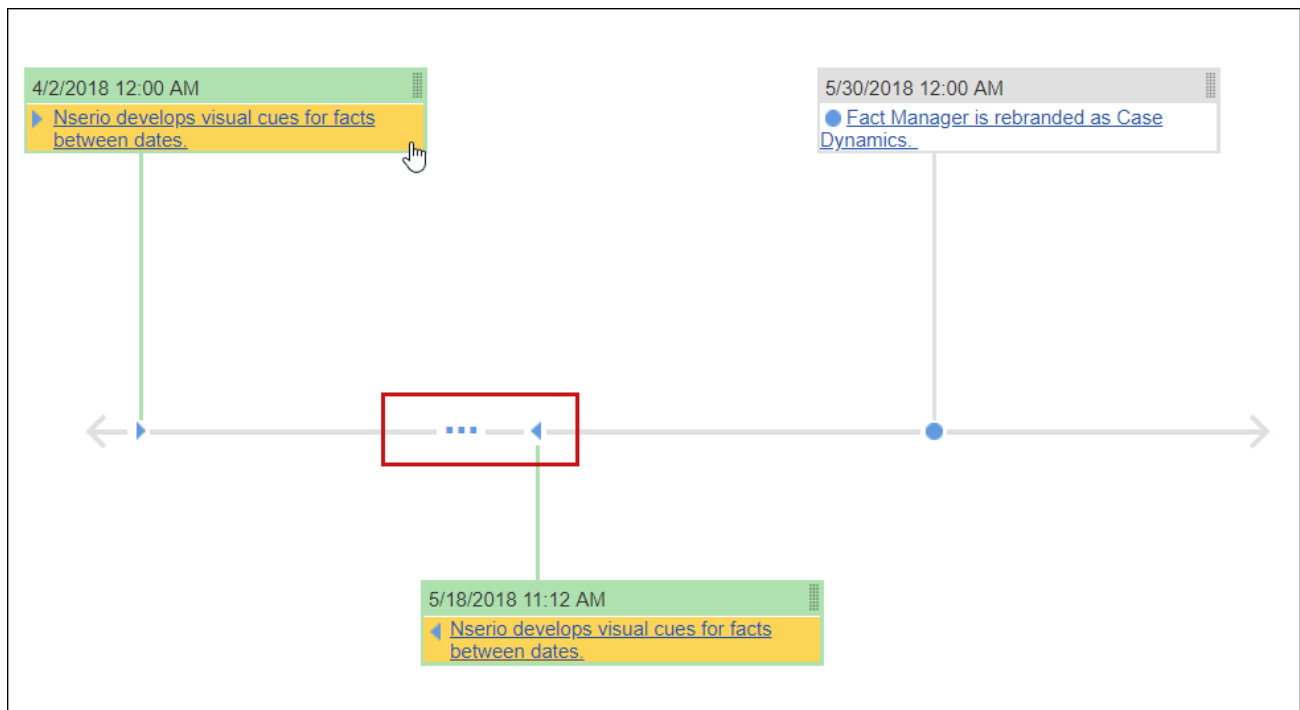 4/2/2018 12:00 AM
Nserio develops visual cues for facts
between dates.
5/30/2018 12:00 AM
Fact Manager is rebranded as Case
Dynamics.
5/18/2018 11:12 AM
Nserio develops visual cues for facts
between dates.